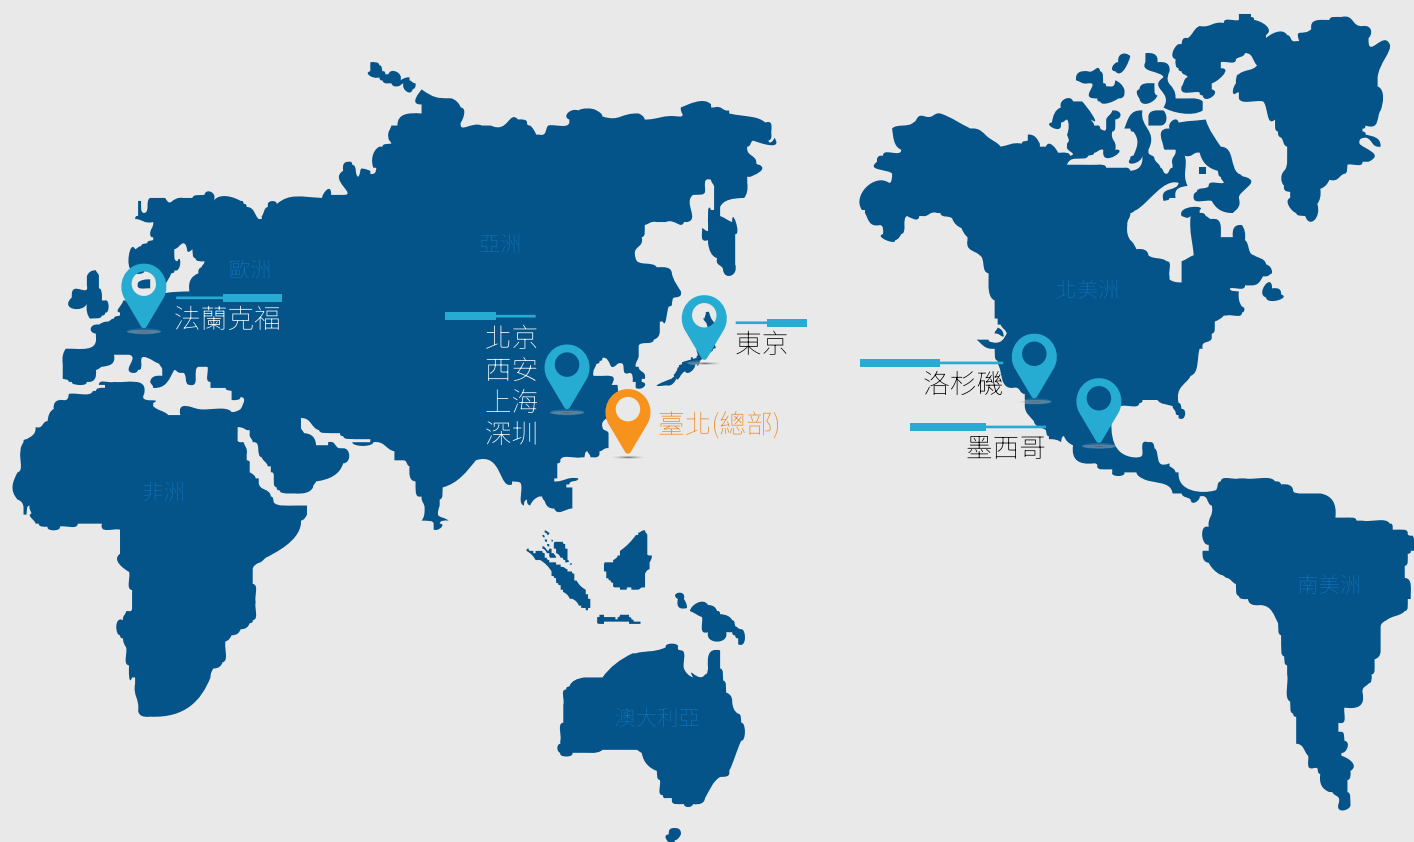 亞洲
歐洲
法蘭克福
北京
西安
上海
深圳
東京
臺北(總部)
北美洲
洛杉磯
墨西哥
非洲
南美洲
澳大利亞